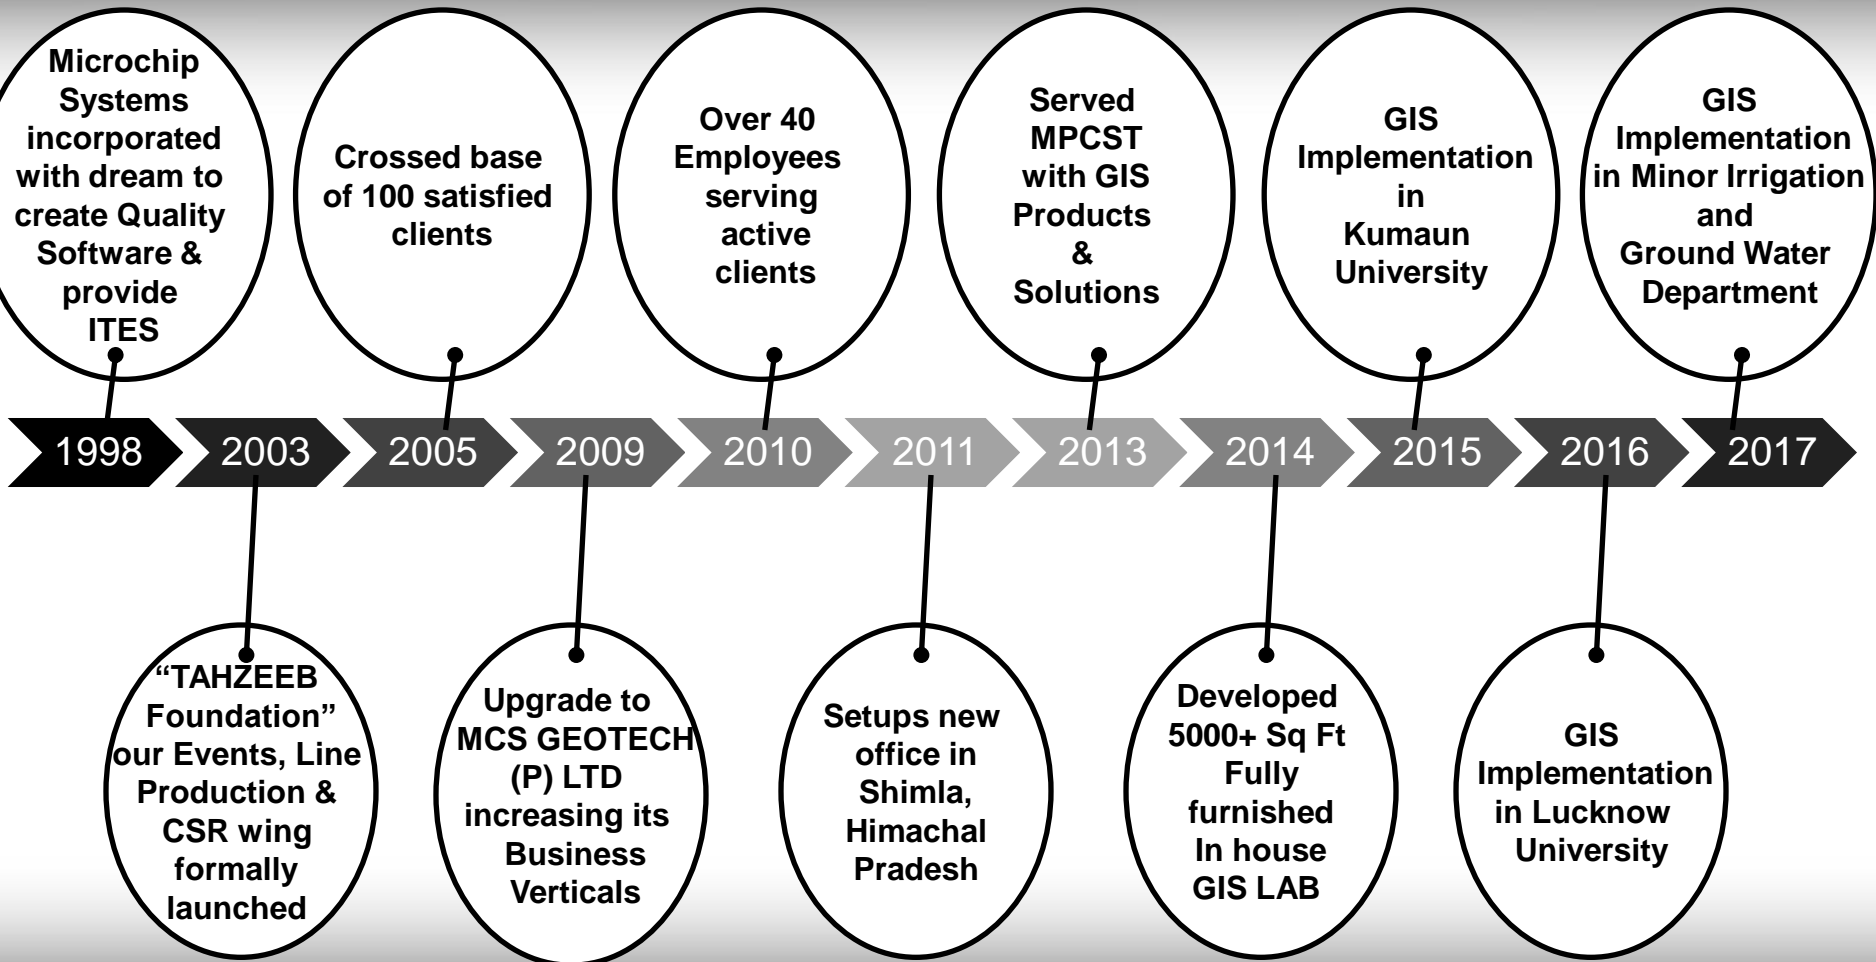 Microchip
Systems
incorporated
with dream to
create Quality
Software &
provide
ITES
Crossed base
of 100 satisfied
clients
Over 40
Employees
serving
active
clients
Served
MPCST
with GIS
Products
&
Solutions
GIS
Implementation
in
Kumaun
University
GIS
Implementation
in Minor Irrigation
and
Ground Water
Department
1998
2003
2005
2009
2010
2011
2013
2014
2015
2016
2017
“TAHZEEB
Foundation”
our Events, Line
Production &
CSR wing
formally
launched
Upgrade to
MCS GEOTECH
(P) LTD
increasing its
Business
Verticals
Setups new
office in
Shimla,
Himachal
Pradesh
Developed
5000+ Sq Ft
Fully
furnished
In house
GIS LAB
GIS
Implementation
in Lucknow
University